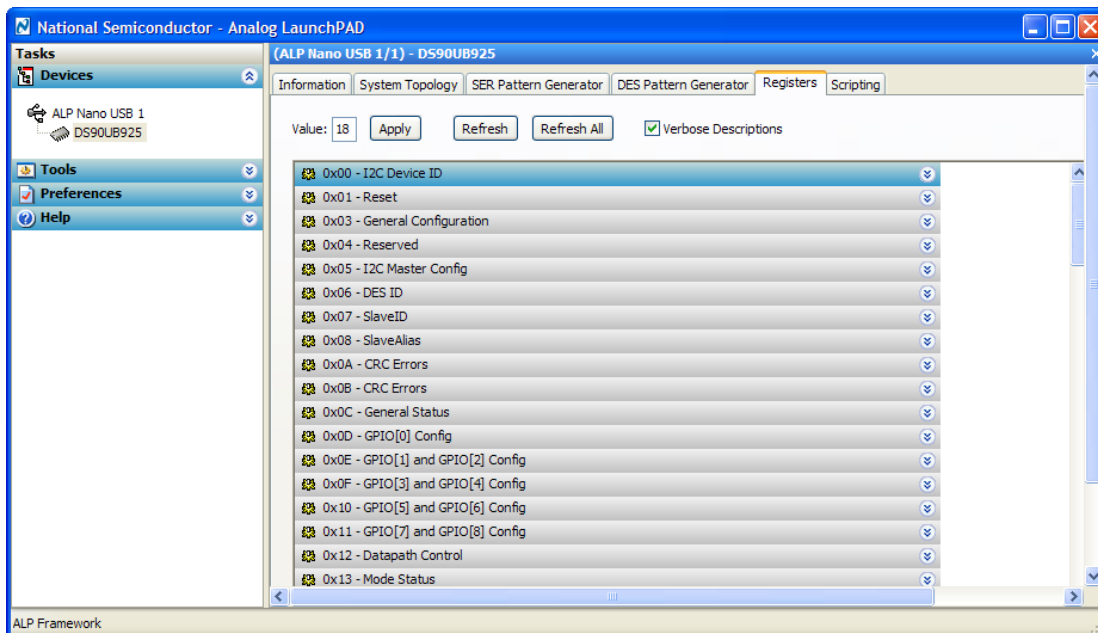 National Semiconductor - Analog LaunchPAD
Tasks
Devices
ALP Nano USB 1
DS90UB925
Tools
Preferences
Help
(ALP Nano USB 1/1) - DS90UB925
Information System Topology SER Pattern Generator DES Pattern Generator Registers Scripting
Value: 18 Apply Refresh Refresh All Verbose Descriptions
0x00 - I2C Device ID
0x01 - Reset
0x03 - General Configuration
0x04 - Reserved
0x05 - I2C Master Config
0x06 - DES ID
0x07 - SlaveID
0x08 - SlaveAlias
0x0A - CRC Errors
0x0B - CRC Errors
0x0C - General Status
0x0D - GPIO[0] Config
0x0E - GPIO[1] and GPIO[2] Config
0x0F - GPIO[3] and GPIO[4] Config
0x10 - GPIO[5] and GPIO[6] Config
0x11 - GPIO[7] and GPIO[8] Config
0x12 - Datapath Control
0x13 - Mode Status
ALP Framework